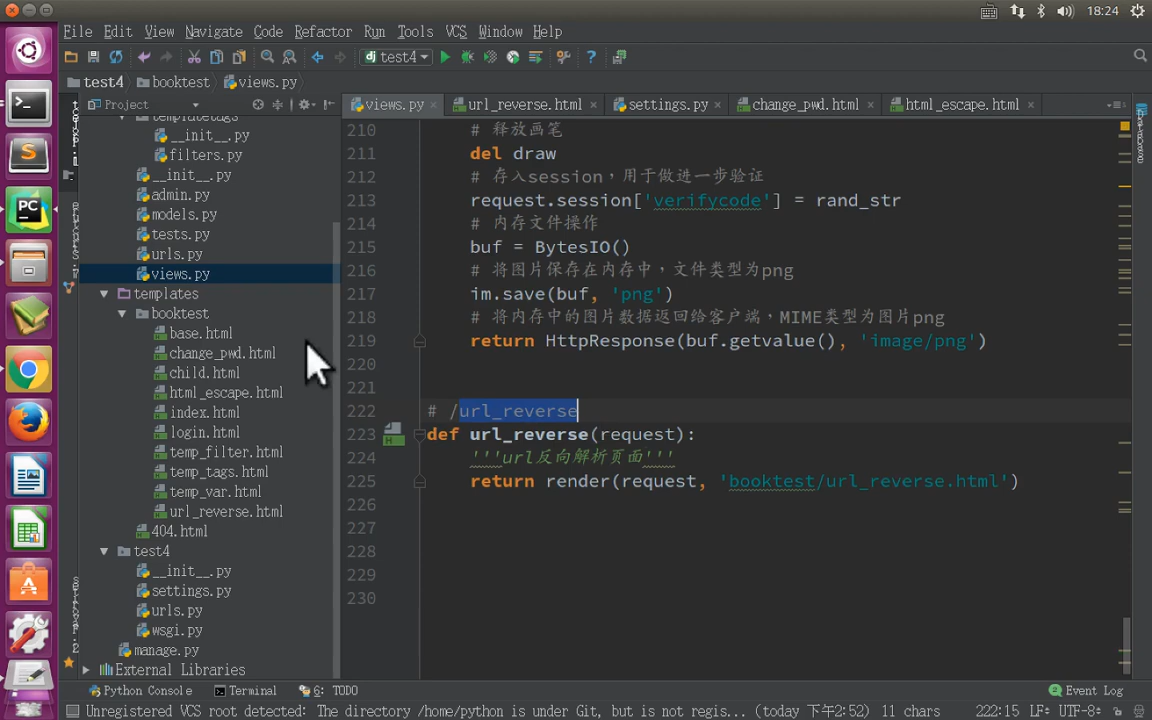 18:24
File Edit View Navigate Code Refactor Run Tools VCS Window Help
test4
test4 booktest views.py
Project
views.py url_reverse.html settings.py change_pwd.html html_escape.html
templatetags
__init__.py
filters.py
__init__.py
admin.py
models.py
tests.py
urls.py
views.py
templates
booktest
base.html
change_pwd.html
child.html
html_escape.html
index.html
login.html
temp_filter.html
temp_tags.html
temp_var.html
url_reverse.html
404.html
test4
__init__.py
settings.py
urls.py
wsgi.py
manage.py
External Libraries
210 # 释放画笔
211 del draw
212 # 存入session，用于做进一步验证
213 request.session['verifycode'] = rand_str
214 # 内存文件操作
215 buf = BytesIO()
216 # 将图片保存在内存中，文件类型为png
217 im.save(buf, 'png')
218 # 将内存中的图片数据返回给客户端，MIME类型为图片png
219 return HttpResponse(buf.getvalue(), 'image/png')
220
221
222 # /url_reverse
223 def url_reverse(request):
224 '''url反向解析页面'''
225 return render(request, 'booktest/url_reverse.html')
226
227
228
229
230
Python Console Terminal 6: TODO Event Log
Unregistered VCS root detected: The directory /home/python is under Git, but is not regis... (today 下午2:52) 11 chars 222:15 LF÷ UTF-8÷